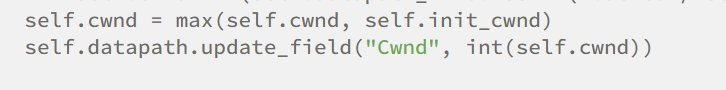 self.cwnd = max(self.cwnd, self.init_cwnd)
self.datapath.update_field("Cwnd", int(self.cwnd))